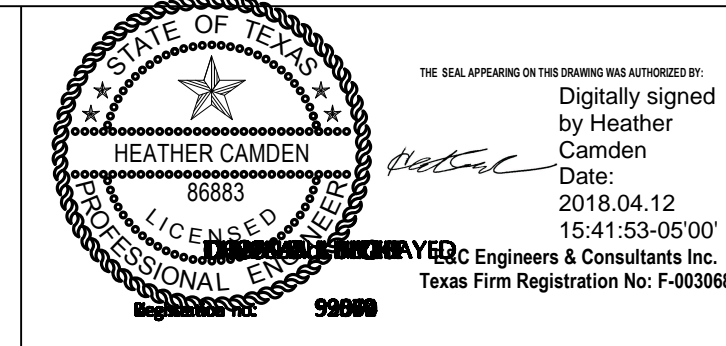 STATE OF TEXAS
HEATHER CAMDEN
86883
LICENSED
PROFESSIONAL ENGINEER
THE SEAL APPEARING ON THIS DRAWING WAS AUTHORIZED BY:
Digitally signed
by Heather
Camden
Date:
2018.04.12
15:41:53-05'00'
E&C Engineers & Consultants Inc.
Texas Firm Registration No: F-003068